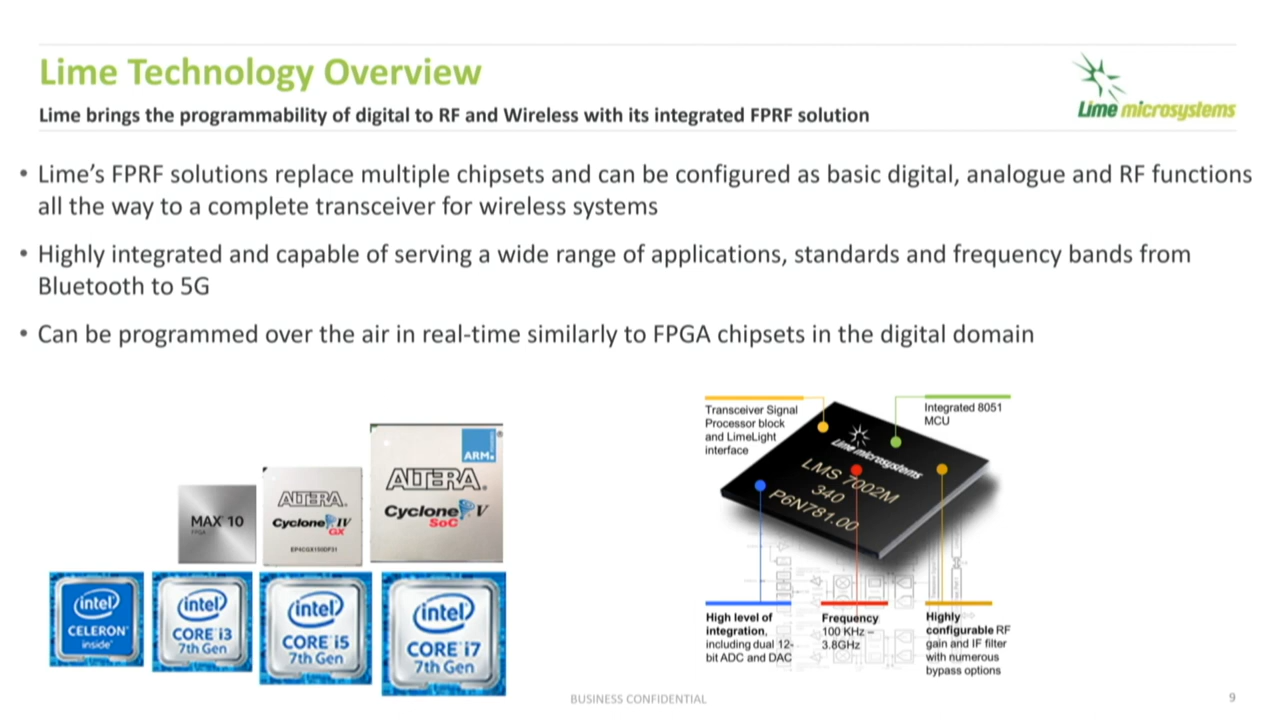 Lime Technology Overview
Lime brings the programmability of digital to RF and Wireless with its integrated FPRF solution
Lime microsystems
• Lime's FPRF solutions replace multiple chipsets and can be configured as basic digital, analogue and RF functions
all the way to a complete transceiver for wireless systems
• Highly integrated and capable of serving a wide range of applications, standards and frequency bands from
Bluetooth to 5G
• Can be programmed over the air in real-time similarly to FPGA chipsets in the digital domain
MAX 10
FPGA
ALTERA
Cyclone IV
GX
EP4CGX150DF31
ARM
ALTERA
Cyclone V
SoC
intel
CELERON
inside
intel
CORE i3
7th Gen
intel
CORE i5
7th Gen
intel
CORE i7
7th Gen
Transceiver Signal
Processor block
and LimeLight
interface
Integrated 8051
MCU
Lime microsystems
LMS 7002M
340
P6N781.00
High level of
integration,
including dual 12-
bit ADC and DAC
Frequency
100 KHz –
3.8GHz
Highly
configurable RF
gain and IF filter
with numerous
bypass options
BUSINESS CONFIDENTIAL
9